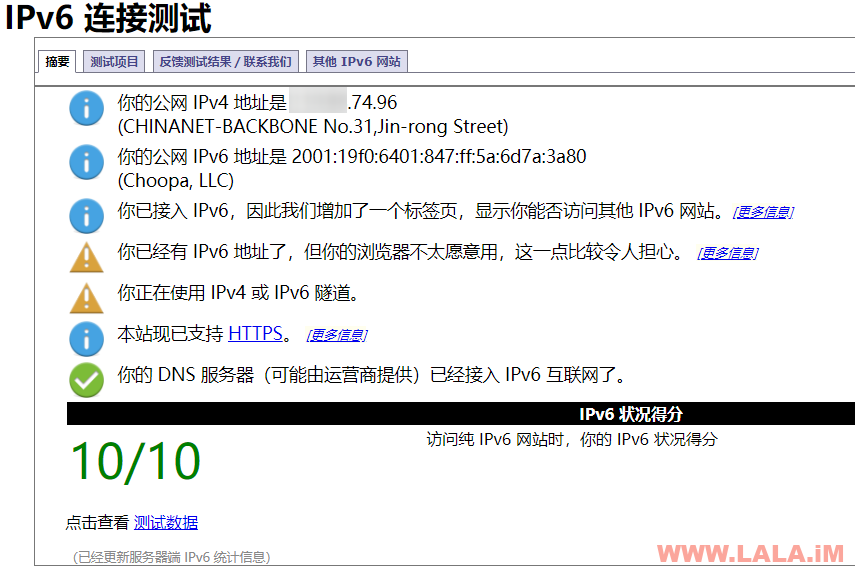 IPv6 连接测试
摘要 测试项目 反馈测试结果 / 联系我们 其他 IPv6 网站
你的公网 IPv4 地址是 .74.96
(CHINANET-BACKBONE No.31,Jin-rong Street)
你的公网 IPv6 地址是 2001:19f0:6401:847:ff:5a:6d7a:3a80
(Choopa, LLC)
你已接入 IPv6，因此我们增加了一个标签页，显示你能否访问其他 IPv6 网站。 [更多信息]
你已经有 IPv6 地址了，但你的浏览器不太愿意用，这一点比较令人担心。 [更多信息]
你正在使用 IPv4 或 IPv6 隧道。
本站现已支持 HTTPS。 [更多信息]
你的 DNS 服务器（可能由运营商提供）已经接入 IPv6 互联网了。
IPv6 状况得分
10/10
访问纯 IPv6 网站时，你的 IPv6 状况得分
点击查看 测试数据
(已经更新服务器端 IPv6 统计信息)
WWW.LALA.iM